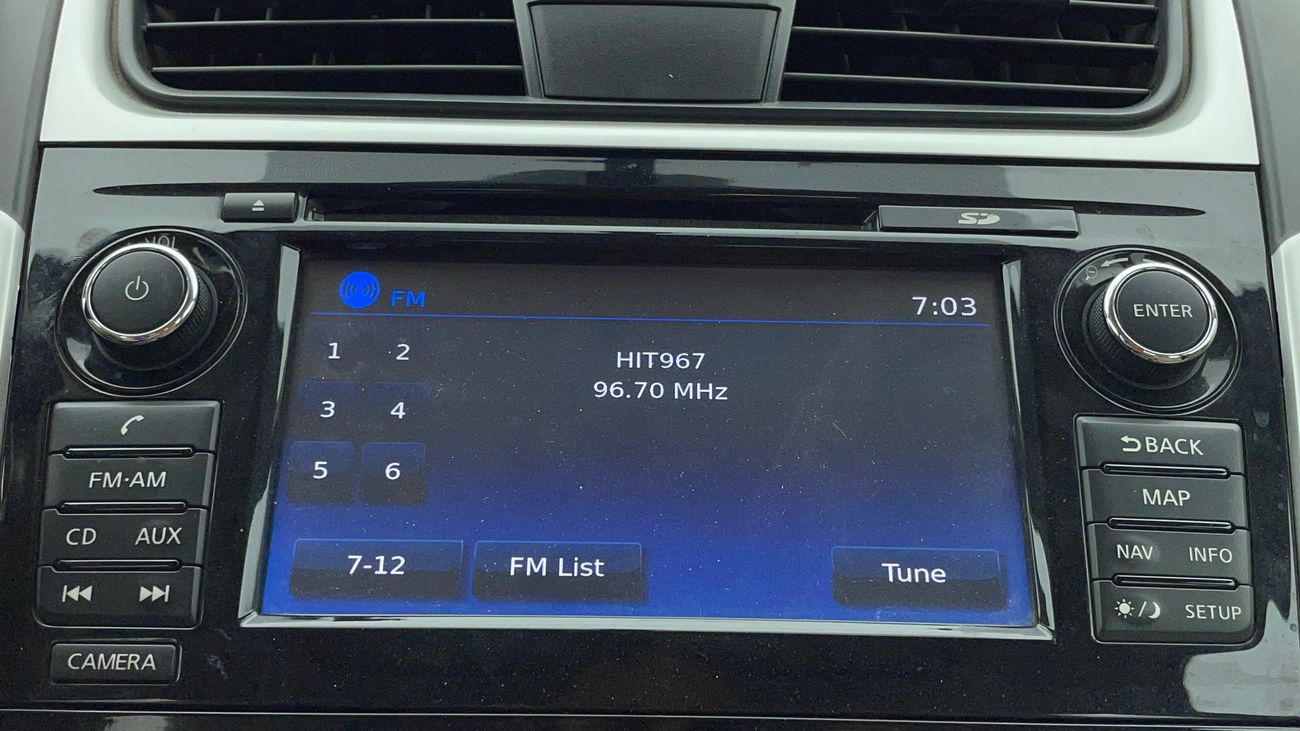 SD
VOL
ENTER
FM 7:03
1 2
HIT967
96.70 MHz
3 4
5 6
7-12 FM List Tune
FM·AM
CD AUX
CAMERA
BACK
MAP
NAV INFO
SETUP